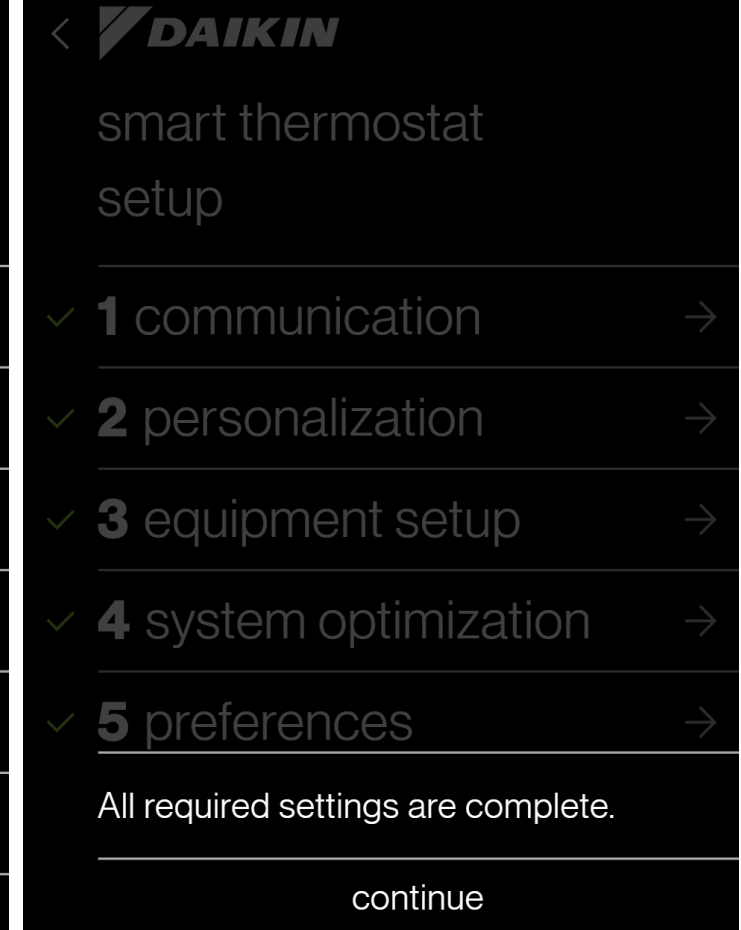 DAIKIN
smart thermostat
setup
1 communication
2 personalization
3 equipment setup
4 system optimization
5 preferences
All required settings are complete.
continue